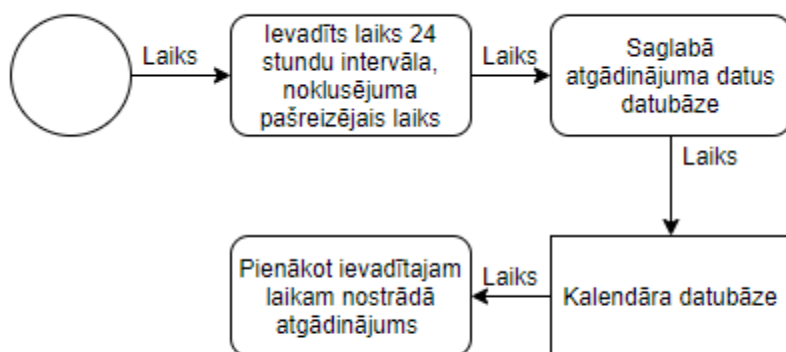 Laiks
Ievadīts laiks 24
stundu intervāla,
noklusējuma
pašreizējais laiks
Laiks
Saglabā
atgādinājuma datus
datubāze
Laiks
Kalendāra datubāze
Laiks
Pienākot ievadītajam
laikam nostrādā
atgādinājums